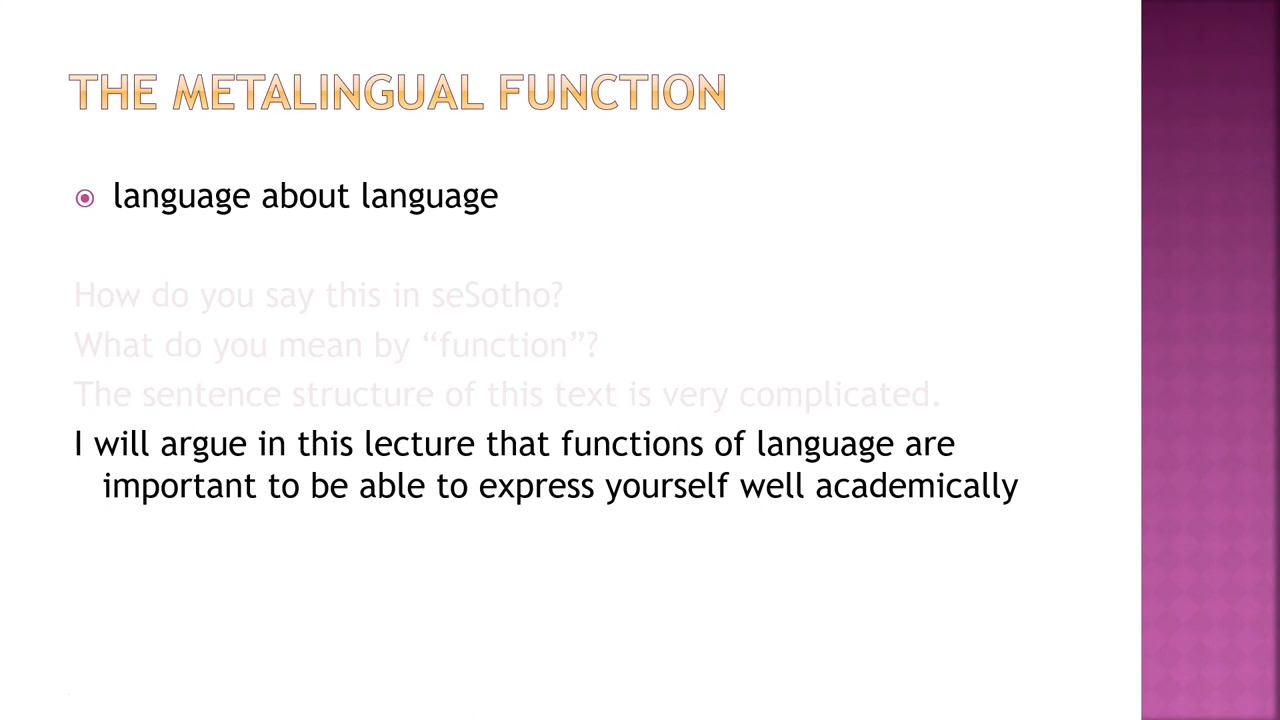 THE METALINGUAL FUNCTION
language about language
How do you say this in seSotho?
What do you mean by “function”?
The sentence structure of this text is very complicated.
I will argue in this lecture that functions of language are
important to be able to express yourself well academically